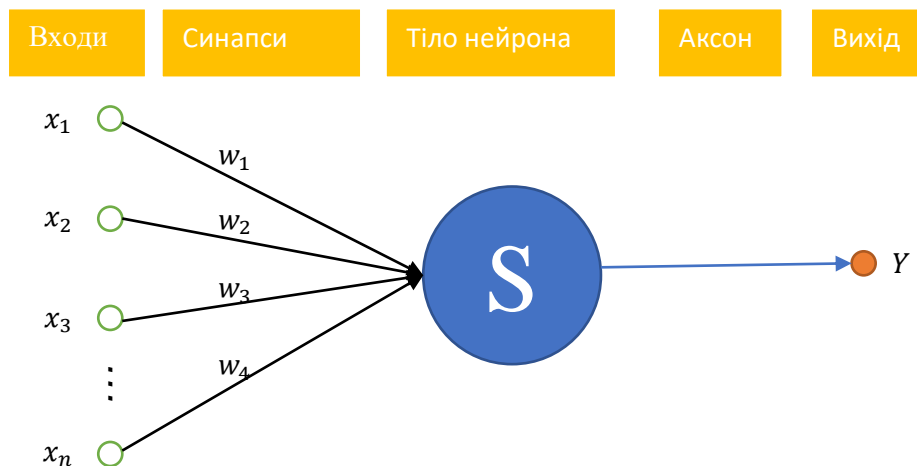 Входи Синапси Тіло нейрона Аксон Вихід
x₁
w₁
x₂ w₂
S
Y
w₃
x₃
⋮
w₄
xₙ